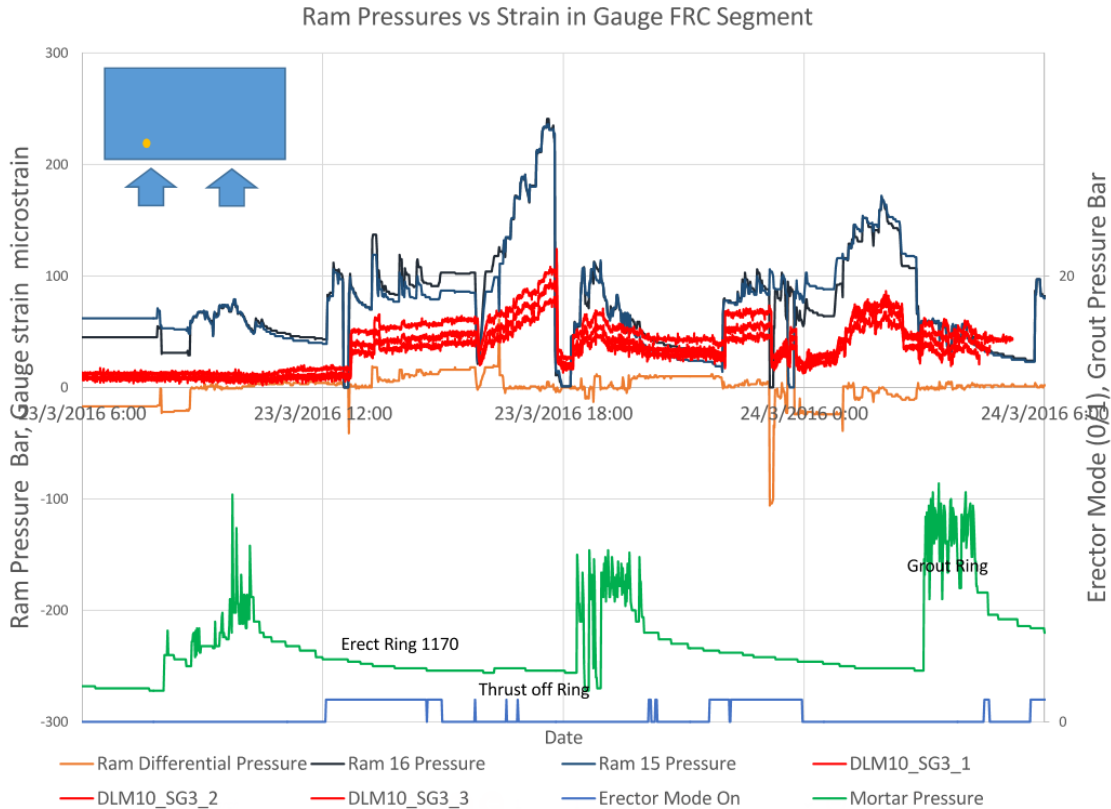 Ram Pressures vs Strain in Gauge FRC Segment
300
200
100
0
-100
-200
-300
20
0
Ram Pressure Bar, Gauge strain microstrain
Erector Mode (0/1), Grout Pressure Bar
23/3/2016 6:00
23/3/2016 12:00
23/3/2016 18:00
24/3/2016 0:00
24/3/2016 6:00
Erect Ring 1170
Thrust off Ring
Grout Ring
Date
Ram Differential Pressure
Ram 16 Pressure
Ram 15 Pressure
DLM10_SG3_1
DLM10_SG3_2
DLM10_SG3_3
Erector Mode On
Mortar Pressure